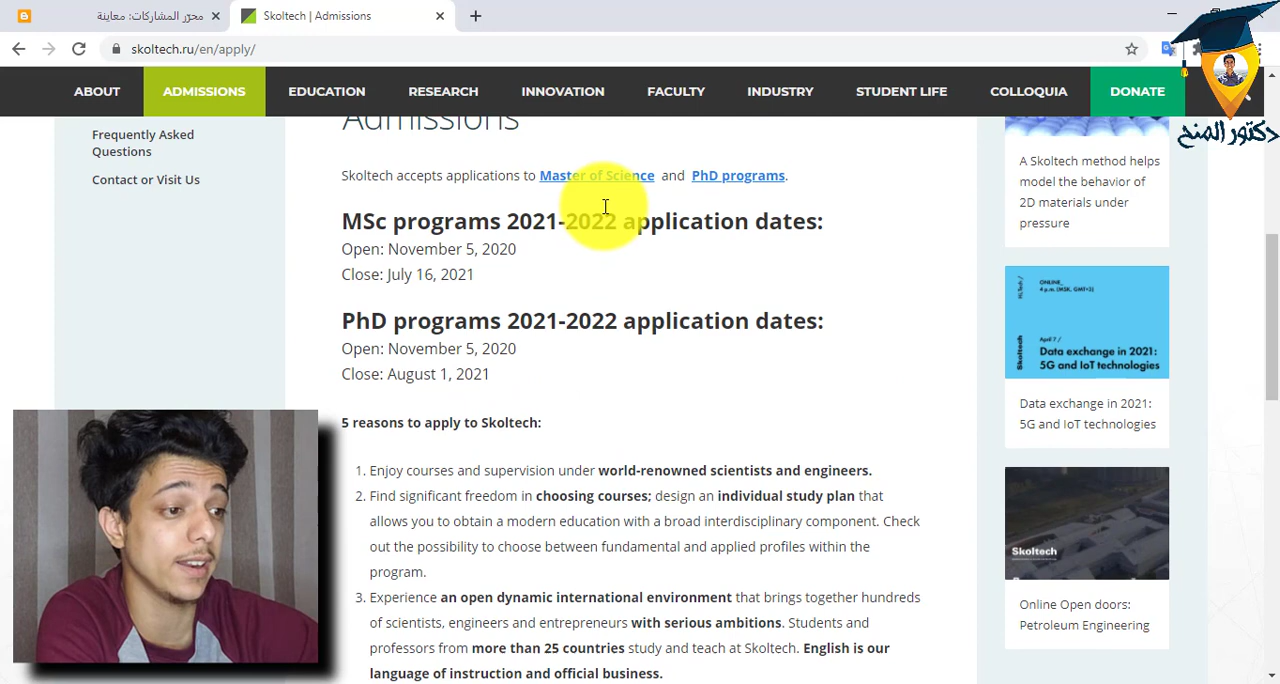 محرّر المشاركات: معاينة
Skoltech | Admissions
skoltech.ru/en/apply/
ABOUT
ADMISSIONS
EDUCATION
RESEARCH
INNOVATION
FACULTY
INDUSTRY
STUDENT LIFE
COLLOQUIA
DONATE
دكتور المنح
Frequently Asked
Questions
Contact or Visit Us
Admissions
Skoltech accepts applications to Master of Science and PhD programs.
MSc programs 2021-2022 application dates:
Open: November 5, 2020
Close: July 16, 2021
PhD programs 2021-2022 application dates:
Open: November 5, 2020
Close: August 1, 2021
5 reasons to apply to Skoltech:
1. Enjoy courses and supervision under world-renowned scientists and engineers.
2. Find significant freedom in choosing courses; design an individual study plan that
allows you to obtain a modern education with a broad interdisciplinary component. Check
out the possibility to choose between fundamental and applied profiles within the
program.
3. Experience an open dynamic international environment that brings together hundreds
of scientists, engineers and entrepreneurs with serious ambitions. Students and
professors from more than 25 countries study and teach at Skoltech. English is our
language of instruction and official business.
A Skoltech method helps
model the behavior of
2D materials under
pressure
ONLINE
4 p.m. (MSK, GMT+3)
April 7 /
Skoltech
Data exchange in 2021:
5G and IoT technologies
Data exchange in 2021:
5G and IoT technologies
Skoltech
Online Open doors:
Petroleum Engineering